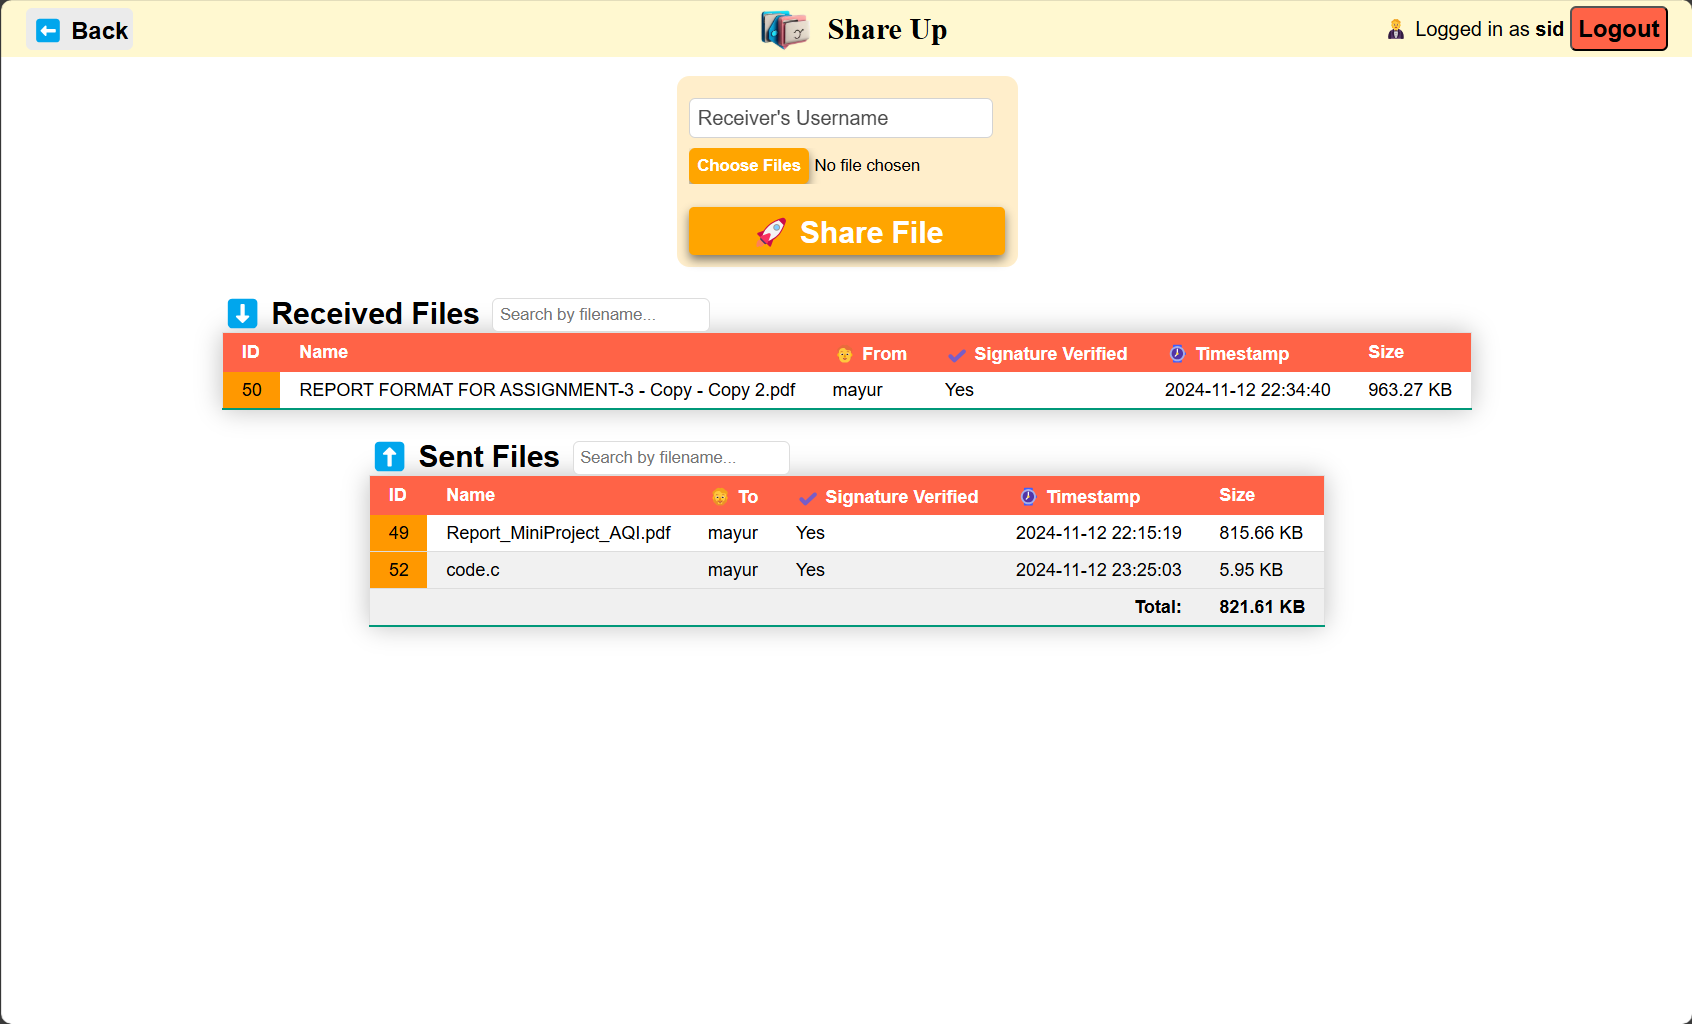 Back
Share Up
Logged in as sid
Logout
Receiver's Username
Choose Files No file chosen
Share File
Received Files Search by filename...
ID Name From Signature Verified Timestamp Size
50 REPORT FORMAT FOR ASSIGNMENT-3 - Copy - Copy 2.pdf mayur Yes 2024-11-12 22:34:40 963.27 KB
Sent Files Search by filename...
ID Name To Signature Verified Timestamp Size
49 Report_MiniProject_AQI.pdf mayur Yes 2024-11-12 22:15:19 815.66 KB
52 code.c mayur Yes 2024-11-12 23:25:03 5.95 KB
Total: 821.61 KB